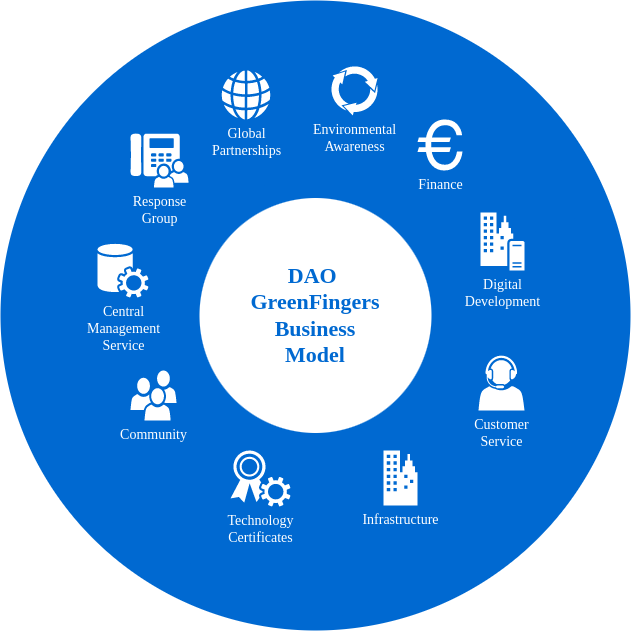 Global
Partnerships
Environmental
Awareness
Finance
Digital
Development
Customer
Service
Infrastructure
Technology
Certificates
Community
Central
Management
Service
Response
Group
DAO
GreenFingers
Business
Model